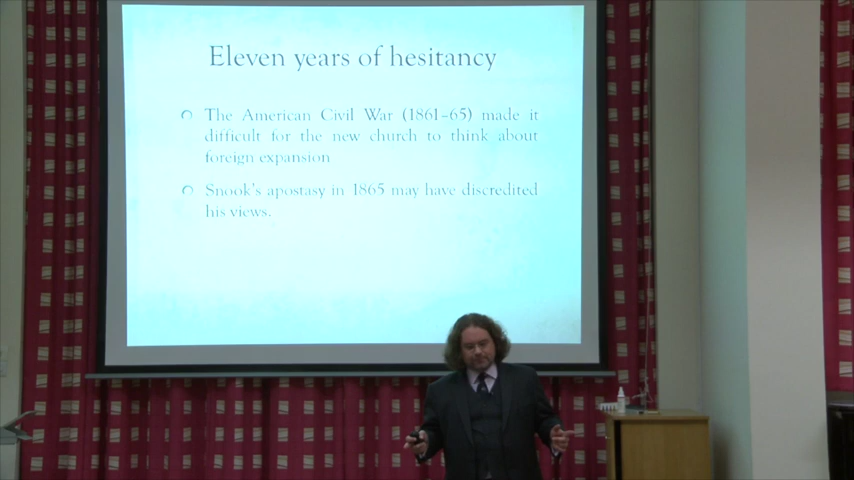 Eleven years of hesitancy
The American Civil War (1861–65) made it
difficult for the new church to think about
foreign expansion
Snook's apostasy in 1865 may have discredited
his views.